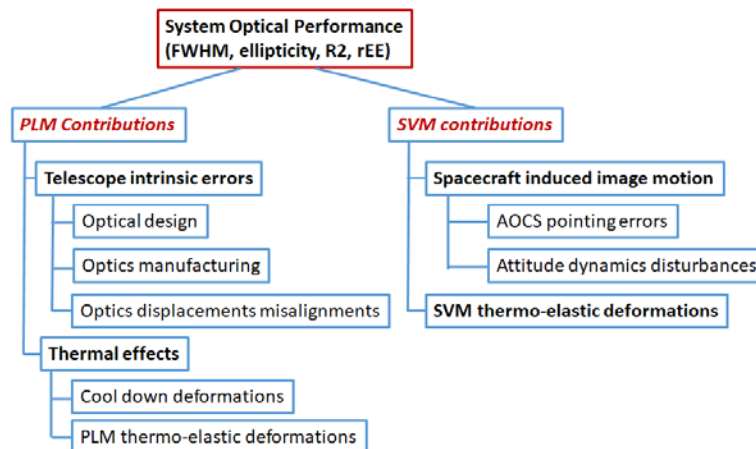 System Optical Performance
(FWHM, ellipticity, R2, rEE)
PLM Contributions
Telescope intrinsic errors
Optical design
Optics manufacturing
Optics displacements misalignments
Thermal effects
Cool down deformations
PLM thermo-elastic deformations
SVM contributions
Spacecraft induced image motion
AOCS pointing errors
Attitude dynamics disturbances
SVM thermo-elastic deformations